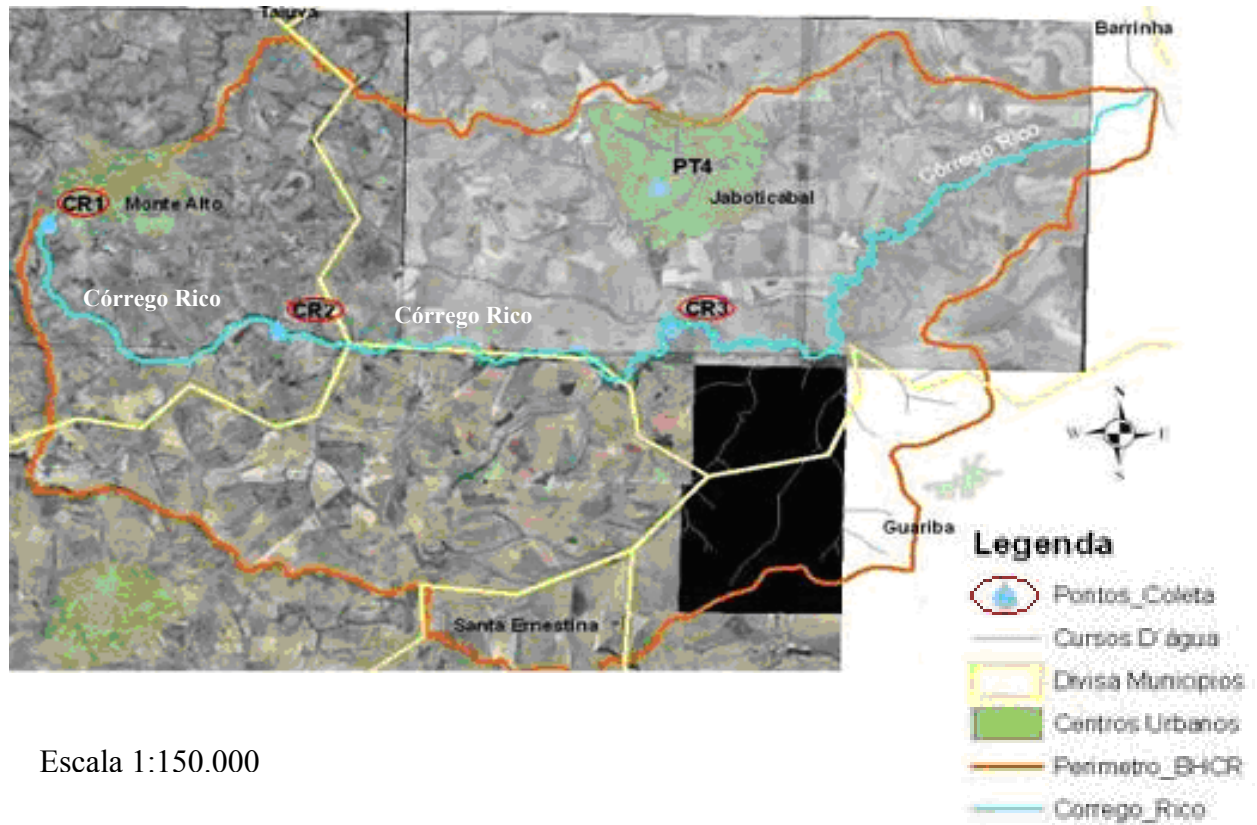 Taiuva
Barrinha
Córrego Rico
PT4
Jaboticabal
CR1
Monte Alto
Córrego Rico
CR2
Córrego Rico
CR3
N
W
E
S
Guariba
Santa Ernestina
Legenda
Pontos_Coleta
Cursos D´água
Divisa Municipios
Centros Urbanos
Perimetro_BHCR
Corrego_Rico
Escala 1:150.000